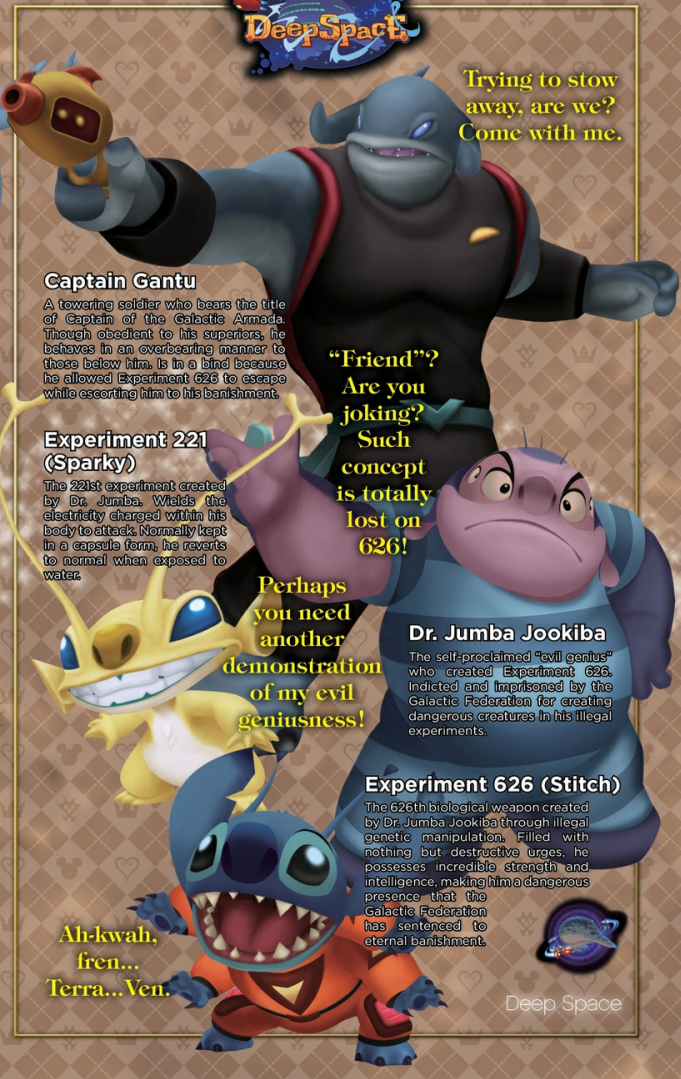 DeepSpace
Trying to stow
away, are we?
Come with me.
Captain Gantu
A towering soldier who bears the title
of Captain of the Galactic Armada.
Though obedient to his superiors, he
behaves in an overbearing manner to
those below him. Is in a bind because
he allowed Experiment 626 to escape
while escorting him to his banishment.
“Friend”?
Are you
joking?
Such
concept
is totally
lost on
626!
Experiment 221
(Sparky)
The 221st experiment created
by Dr. Jumba. Wields the
electricity charged within his
body to attack. Normally kept
in a capsule form, he reverts
to normal when exposed to
water.
Perhaps
you need
another
demonstration
of my evil
geniusness!
Dr. Jumba Jookiba
The self-proclaimed “evil genius”
who created Experiment 626.
Indicted and imprisoned by the
Galactic Federation for creating
dangerous creatures in his illegal
experiments.
Experiment 626 (Stitch)
The 626th biological weapon created
by Dr. Jumba Jookiba through illegal
genetic manipulation. Filled with
nothing but destructive urges, he
possesses incredible strength and
intelligence, making him a dangerous
presence that the
Galactic Federation
has sentenced to
eternal banishment.
Ah-kwah,
fren...
Terra...Ven.
Deep Space